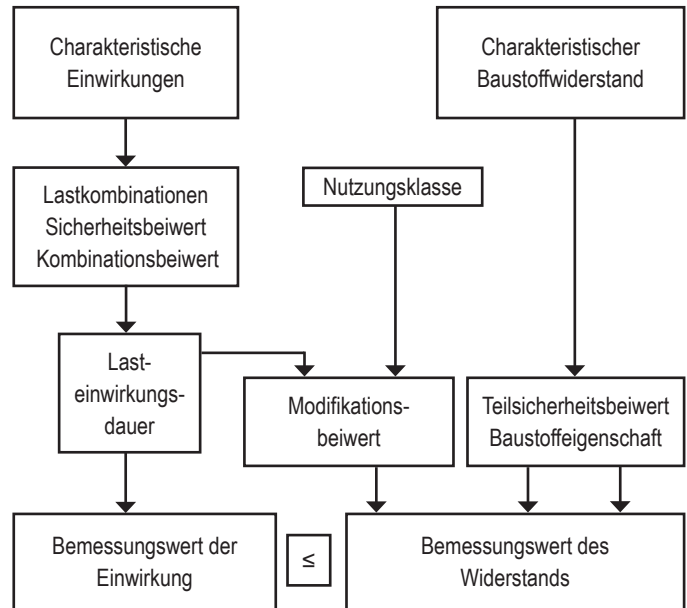 Charakteristische
Einwirkungen
Charakteristischer
Baustoffwiderstand
Lastkombinationen
Sicherheitsbeiwert
Kombinationsbeiwert
Nutzungsklasse
Last-
einwirkungs-
dauer
Modifikations-
beiwert
Teilsicherheitsbeiwert
Baustoffeigenschaft
Bemessungswert der
Einwirkung
≤
Bemessungswert des
Widerstands